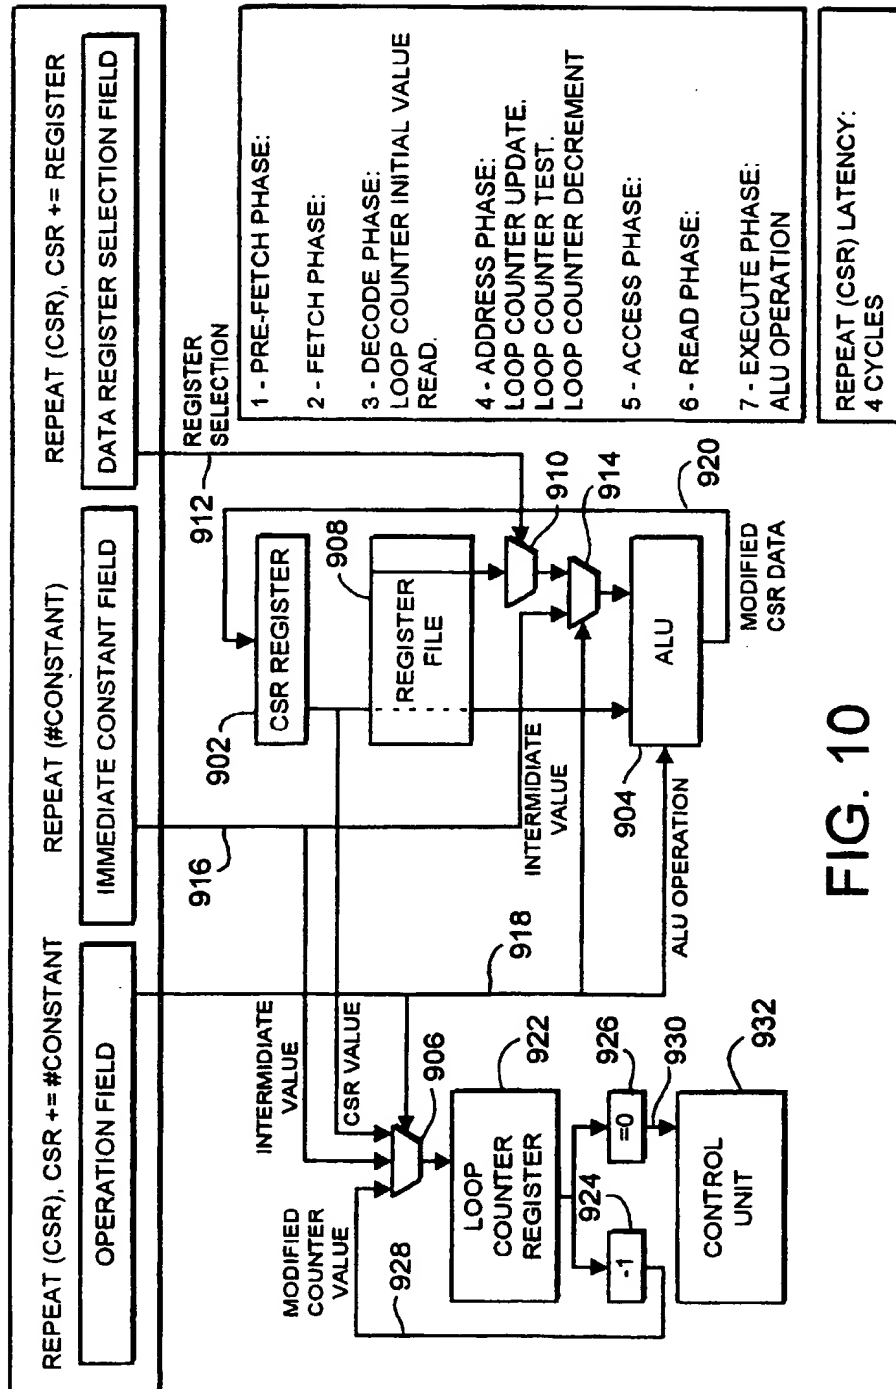 REPEAT (CSR), CSR += #CONSTANT
REPEAT (#CONSTANT)
REPEAT (CSR), CSR += REGISTER
OPERATION FIELD
IMMEDIATE CONSTANT FIELD
DATA REGISTER SELECTION FIELD
916
912
REGISTER
SELECTION
INTERMIDIATE
VALUE
CSR VALUE
918
902
CSR REGISTER
908
REGISTER
FILE
MODIFIED
COUNTER
VALUE
928
906
INTERMIDIATE
VALUE
910
914
LOOP
COUNTER
REGISTER
922
924
-1
=0
926
930
CONTROL
UNIT
932
ALU OPERATION
904
ALU
920
MODIFIED
CSR DATA
1 - PRE-FETCH PHASE:
2 - FETCH PHASE:
3 - DECODE PHASE:
LOOP COUNTER INITIAL VALUE
READ.
4 - ADDRESS PHASE:
LOOP COUNTER UPDATE.
LOOP COUNTER TEST.
LOOP COUNTER DECREMENT
5 - ACCESS PHASE:
6 - READ PHASE:
7 - EXECUTE PHASE:
ALU OPERATION
REPEAT (CSR) LATENCY:
4 CYCLES
FIG. 10